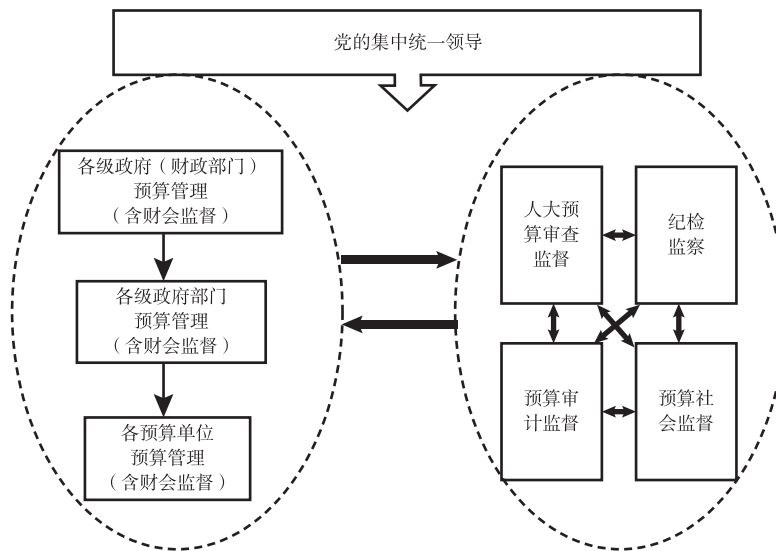 党的集中统一领导
各级政府（财政部门）
预算管理
（含财会监督）
各级政府部门
预算管理
（含财会监督）
各预算单位
预算管理
（含财会监督）
人大预
算审查
监督
纪检
监察
预算审
计监督
预算社
会监督